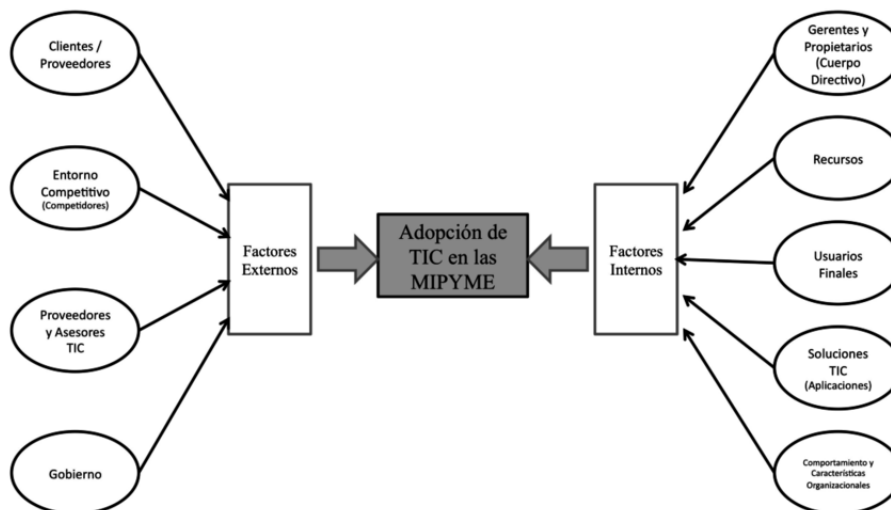 Clientes /
Proveedores
Entorno
Competitivo
(Competidores)
Proveedores
y Asesores
TIC
Gobierno
Factores
Externos
Adopción de
TIC en las
MIPYME
Factores
Internos
Gerentes y
Propietarios
(Cuerpo
Directivo)
Recursos
Usuarios
Finales
Soluciones
TIC
(Aplicaciones)
Comportamiento y
Características
Organizacionales